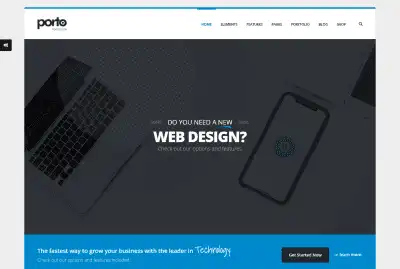 porto
HOME ELEMENTS FEATURES PAGES PORTFOLIO BLOG SHOP
DO YOU NEED A NEW
WEB DESIGN?
Check out our options and features.
The fastest way to grow your business with the leader in Technology
Check out our options and features included.
Get Started Now